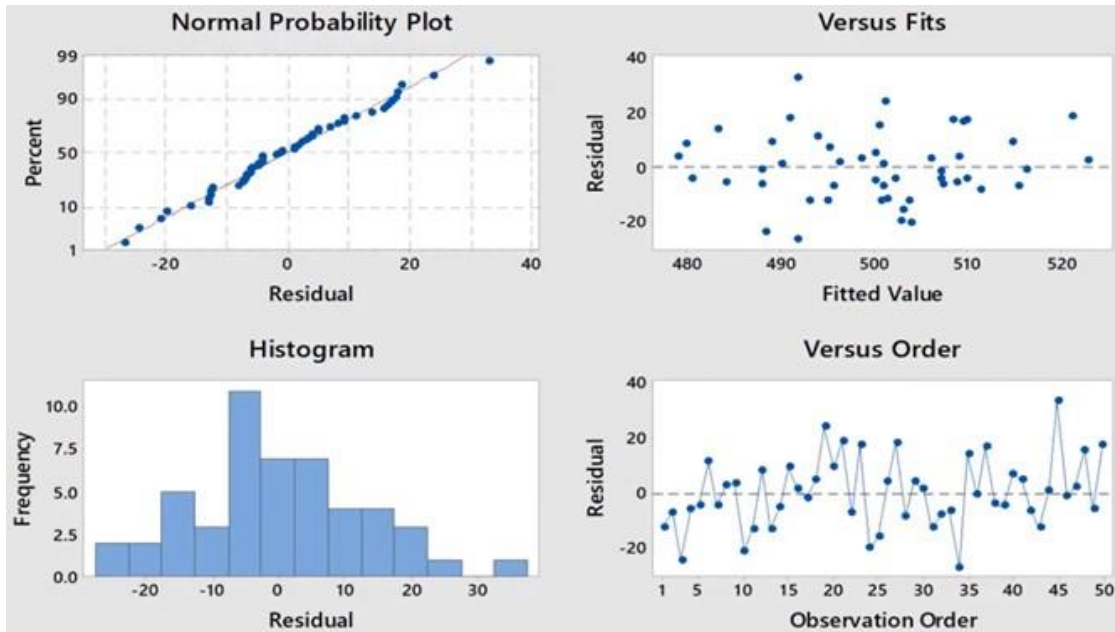 Normal Probability Plot
99
90
50
10
1
Percent
-20 0 20 40
Residual
Versus Fits
40
20
0
-20
Residual
480 490 500 510 520
Fitted Value
Histogram
10.0
7.5
5.0
2.5
0.0
Frequency
-20 -10 0 10 20 30
Residual
Versus Order
40
20
0
-20
Residual
1 5 10 15 20 25 30 35 40 45 50
Observation Order